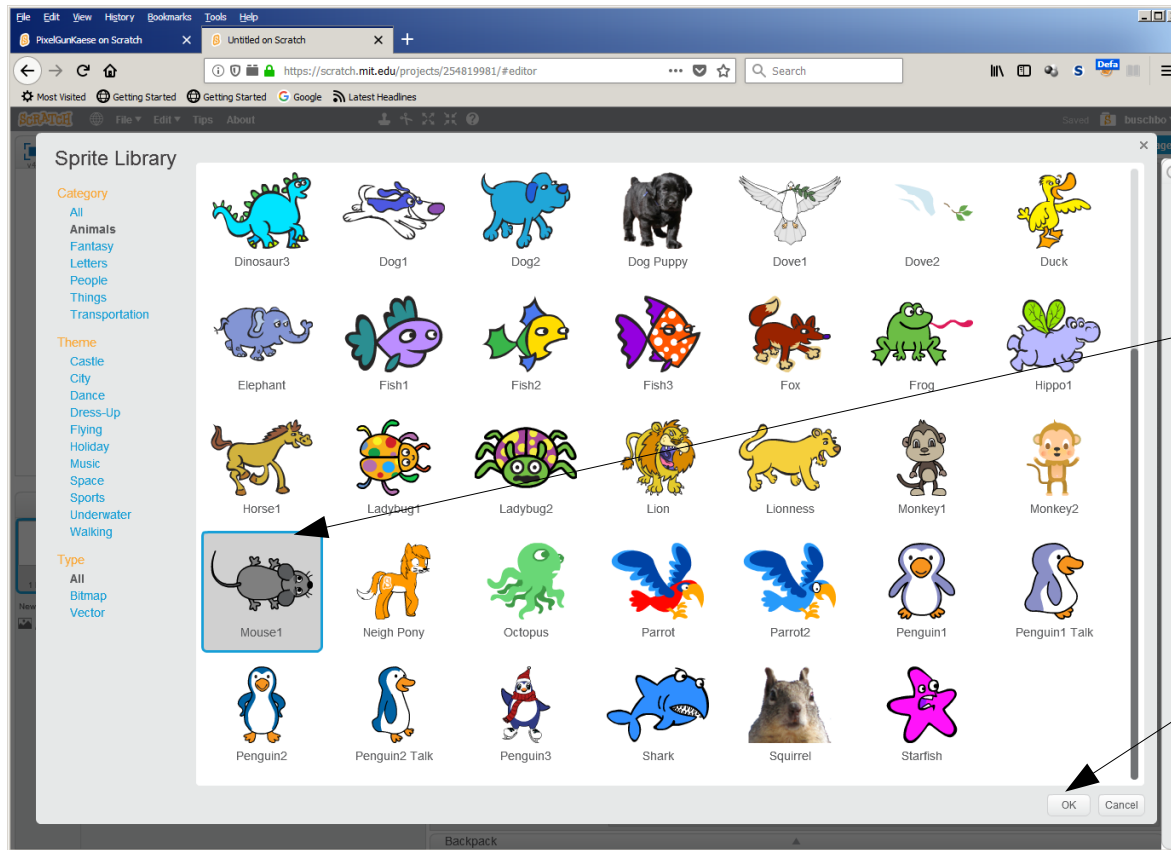 File Edit View History Bookmarks Tools Help
PixelGunKaese on Scratch
Untitled on Scratch
https://scratch.mit.edu/projects/254819981/#editor
Search
Defa
Most Visited Getting Started Getting Started Google Latest Headlines
SCRATCH File Edit Tips About
Saved buschbo
Sprite Library
Category
All
Animals
Fantasy
Letters
People
Things
Transportation
Theme
Castle
City
Dance
Dress-Up
Flying
Holiday
Music
Space
Sports
Underwater
Walking
Type
All
Bitmap
Vector
Dinosaur3 Dog1 Dog2 Dog Puppy Dove1 Dove2 Duck
Elephant Fish1 Fish2 Fish3 Fox Frog Hippo1
Horse1 Ladybug1 Ladybug2 Lion Lionness Monkey1 Monkey2
Mouse1 Neigh Pony Octopus Parrot Parrot2 Penguin1 Penguin1 Talk
Penguin2 Penguin2 Talk Penguin3 Shark Squirrel Starfish
OK Cancel
New
Backpack